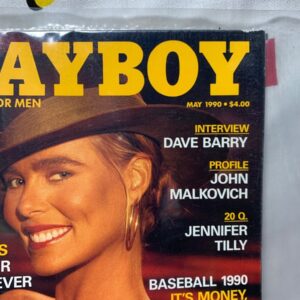 AYBOY
OR MEN
MAY 1990 • $4.00
INTERVIEW
DAVE BARRY
PROFILE
JOHN
MALKOVICH
20 Q.
JENNIFER
TILLY
S
R
EVER
BASEBALL 1990
IT'S MONEY,